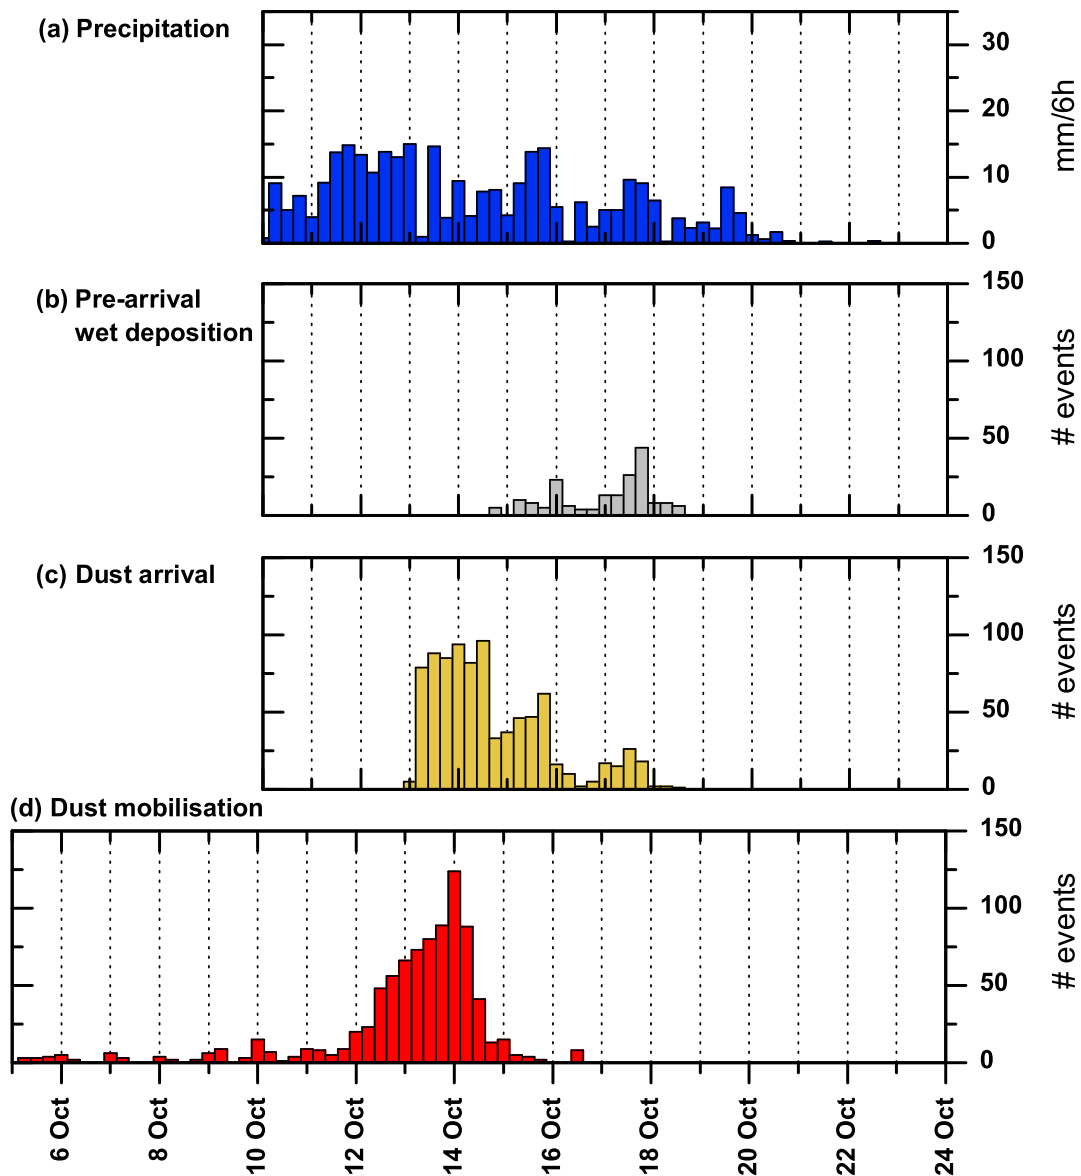 (a) Precipitation
30
20
10
0
mm/6h
(b) Pre-arrival
wet deposition
150
100
50
0
# events
(c) Dust arrival
150
100
50
0
# events
(d) Dust mobilisation
150
100
50
0
# events
6 Oct
8 Oct
10 Oct
12 Oct
14 Oct
16 Oct
18 Oct
20 Oct
22 Oct
24 Oct